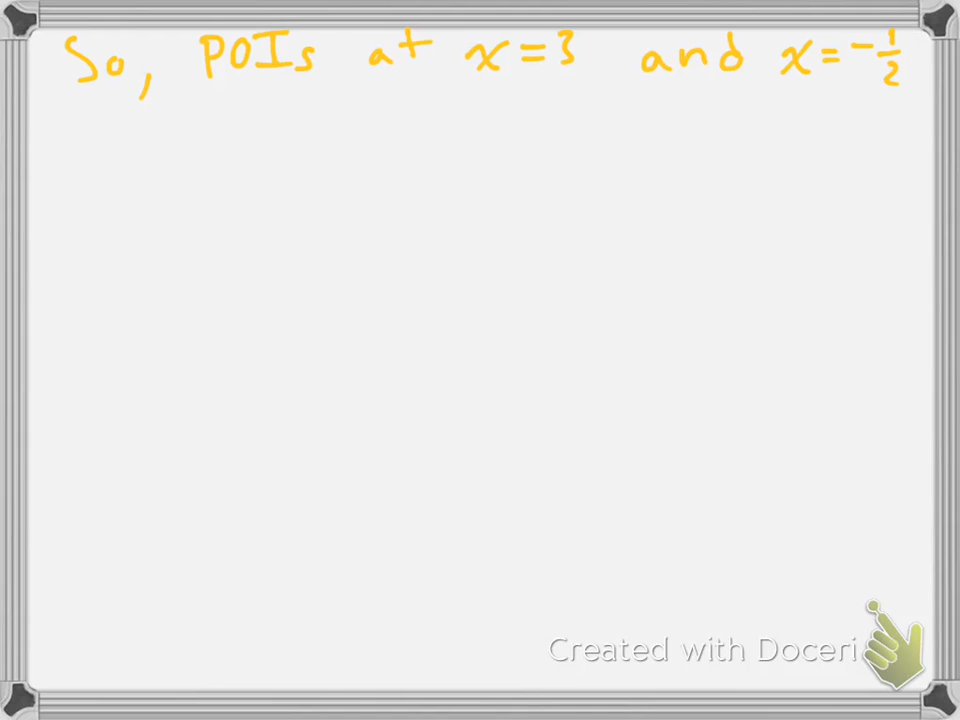 So, POIs at x=3 and x=-1/2
Created with Doceri